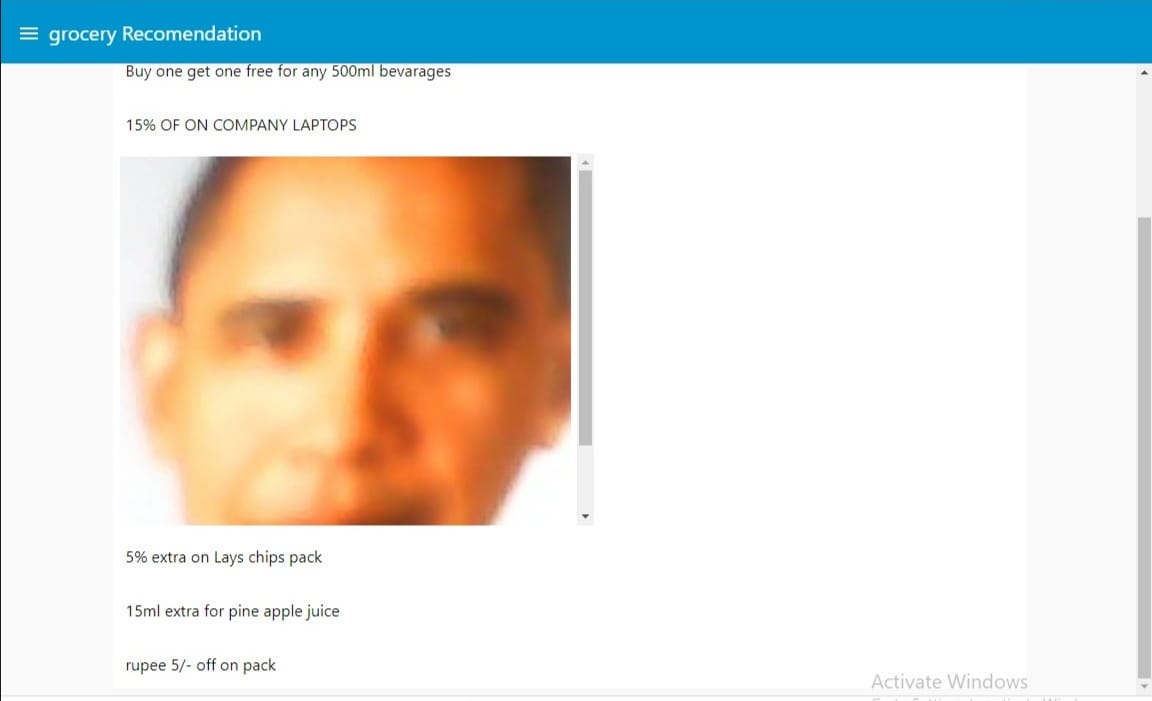 grocery Recomendation
Buy one get one free for any 500ml bevarages
15% OF ON COMPANY LAPTOPS
5% extra on Lays chips pack
15ml extra for pine apple juice
rupee 5/- off on pack
Activate Windows